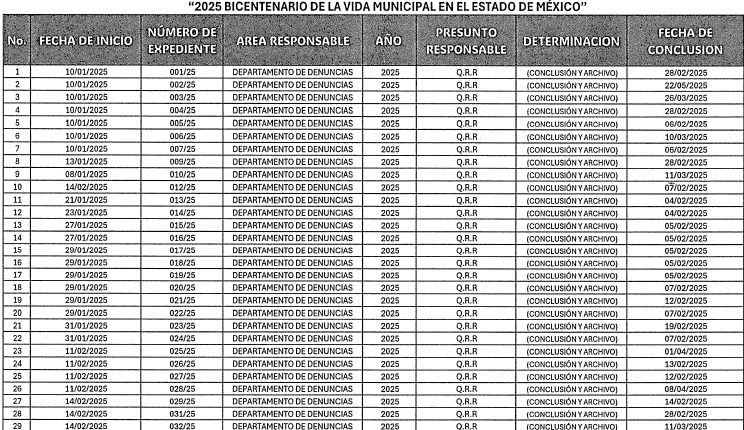 “2025 BICENTENARIO DE LA VIDA MUNICIPAL EN EL ESTADO DE MÉXICO”
No. FECHA DE INICIO NÚMERO DE EXPEDIENTE AREA RESPONSABLE AÑO PRESUNTO RESPONSABLE DETERMINACION FECHA DE CONCLUSIÓN
1 10/01/2025 001/25 DEPARTAMENTO DE DENUNCIAS 2025 Q.R.R (CONCLUSIÓN Y ARCHIVO) 28/02/2025
2 10/01/2025 002/25 DEPARTAMENTO DE DENUNCIAS 2025 Q.R.R (CONCLUSIÓN Y ARCHIVO) 22/05/2025
3 10/01/2025 003/25 DEPARTAMENTO DE DENUNCIAS 2025 Q.R.R (CONCLUSIÓN Y ARCHIVO) 26/03/2025
4 10/01/2025 004/25 DEPARTAMENTO DE DENUNCIAS 2025 Q.R.R (CONCLUSIÓN Y ARCHIVO) 28/02/2025
5 10/01/2025 005/25 DEPARTAMENTO DE DENUNCIAS 2025 Q.R.R (CONCLUSIÓN Y ARCHIVO) 06/02/2025
6 10/01/2025 006/25 DEPARTAMENTO DE DENUNCIAS 2025 Q.R.R (CONCLUSIÓN Y ARCHIVO) 10/03/2025
7 10/01/2025 007/25 DEPARTAMENTO DE DENUNCIAS 2025 Q.R.R (CONCLUSIÓN Y ARCHIVO) 06/02/2025
8 13/01/2025 009/25 DEPARTAMENTO DE DENUNCIAS 2025 Q.R.R (CONCLUSIÓN Y ARCHIVO) 28/02/2025
9 08/01/2025 010/25 DEPARTAMENTO DE DENUNCIAS 2025 Q.R.R (CONCLUSIÓN Y ARCHIVO) 11/03/2025
10 14/02/2025 012/25 DEPARTAMENTO DE DENUNCIAS 2025 Q.R.R (CONCLUSIÓN Y ARCHIVO) 07/02/2025
11 21/01/2025 013/25 DEPARTAMENTO DE DENUNCIAS 2025 Q.R.R (CONCLUSIÓN Y ARCHIVO) 04/02/2025
12 23/01/2025 014/25 DEPARTAMENTO DE DENUNCIAS 2025 Q.R.R (CONCLUSIÓN Y ARCHIVO) 04/02/2025
13 27/01/2025 015/25 DEPARTAMENTO DE DENUNCIAS 2025 Q.R.R (CONCLUSIÓN Y ARCHIVO) 05/02/2025
14 27/01/2025 016/25 DEPARTAMENTO DE DENUNCIAS 2025 Q.R.R (CONCLUSIÓN Y ARCHIVO) 05/02/2025
15 29/01/2025 017/25 DEPARTAMENTO DE DENUNCIAS 2025 Q.R.R (CONCLUSIÓN Y ARCHIVO) 05/02/2025
16 29/01/2025 018/25 DEPARTAMENTO DE DENUNCIAS 2025 Q.R.R (CONCLUSIÓN Y ARCHIVO) 05/02/2025
17 29/01/2025 019/25 DEPARTAMENTO DE DENUNCIAS 2025 Q.R.R (CONCLUSIÓN Y ARCHIVO) 05/02/2025
18 29/01/2025 020/25 DEPARTAMENTO DE DENUNCIAS 2025 Q.R.R (CONCLUSIÓN Y ARCHIVO) 07/02/2025
19 29/01/2025 021/25 DEPARTAMENTO DE DENUNCIAS 2025 Q.R.R (CONCLUSIÓN Y ARCHIVO) 12/02/2025
20 29/01/2025 022/25 DEPARTAMENTO DE DENUNCIAS 2025 Q.R.R (CONCLUSIÓN Y ARCHIVO) 07/02/2025
21 31/01/2025 023/25 DEPARTAMENTO DE DENUNCIAS 2025 Q.R.R (CONCLUSIÓN Y ARCHIVO) 19/02/2025
22 31/01/2025 024/25 DEPARTAMENTO DE DENUNCIAS 2025 Q.R.R (CONCLUSIÓN Y ARCHIVO) 07/02/2025
23 11/02/2025 025/25 DEPARTAMENTO DE DENUNCIAS 2025 Q.R.R (CONCLUSIÓN Y ARCHIVO) 01/04/2025
24 11/02/2025 026/25 DEPARTAMENTO DE DENUNCIAS 2025 Q.R.R (CONCLUSIÓN Y ARCHIVO) 13/02/2025
25 11/02/2025 027/25 DEPARTAMENTO DE DENUNCIAS 2025 Q.R.R (CONCLUSIÓN Y ARCHIVO) 12/02/2025
26 11/02/2025 028/25 DEPARTAMENTO DE DENUNCIAS 2025 Q.R.R (CONCLUSIÓN Y ARCHIVO) 08/04/2025
27 14/02/2025 029/25 DEPARTAMENTO DE DENUNCIAS 2025 Q.R.R (CONCLUSIÓN Y ARCHIVO) 14/02/2025
28 14/02/2025 031/25 DEPARTAMENTO DE DENUNCIAS 2025 Q.R.R (CONCLUSIÓN Y ARCHIVO) 28/02/2025
29 14/02/2025 032/25 DEPARTAMENTO DE DENUNCIAS 2025 Q.R.R (CONCLUSIÓN Y ARCHIVO) 11/03/2025